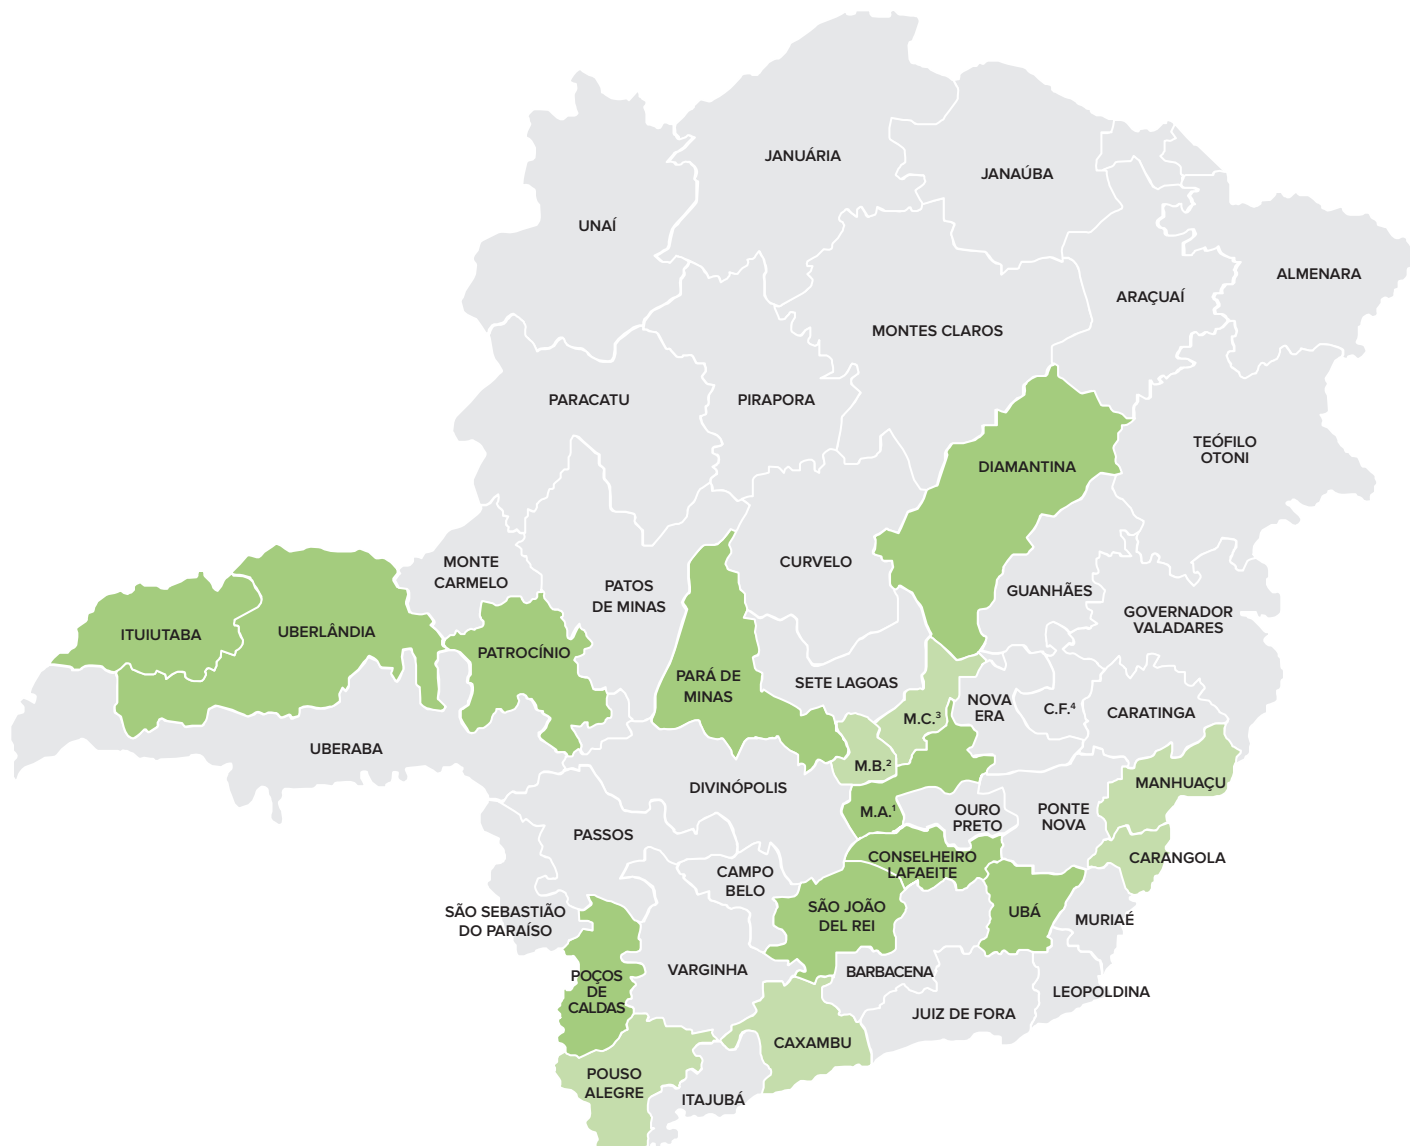 JANUÁRIA
JANAÚBA
UNAÍ
ALMENARA
ARAÇUAÍ
MONTES CLAROS
PARACATU
PIRAPORA
TEÓFILO
OTONI
DIAMANTINA
MONTE
CARMELO
CURVELO
PATOS
DE MINAS
GUANHÃES
GOVERNADOR
VALADARES
ITUIUTABA
UBERLÂNDIA
PATROCÍNIO
PARÁ DE
MINAS
SETE LAGOAS
NOVA
ERA
C.F.⁴
CARATINGA
M.C.³
UBERABA
M.B.²
DIVINÓPOLIS
MANHUAÇU
M.A.¹
OURO
PRETO
PONTE
NOVA
PASSOS
CONSELHEIRO
LAFAEITE
CARANGOLA
CAMPO
BELO
SÃO SEBASTIÃO
DO PARAÍSO
SÃO JOÃO
DEL REI
UBÁ
MURIAÉ
POÇOS
DE
CALDAS
VARGINHA
BARBACENA
LEOPOLDINA
JUIZ DE FORA
CAXAMBU
POUSO
ALEGRE
ITAJUBÁ